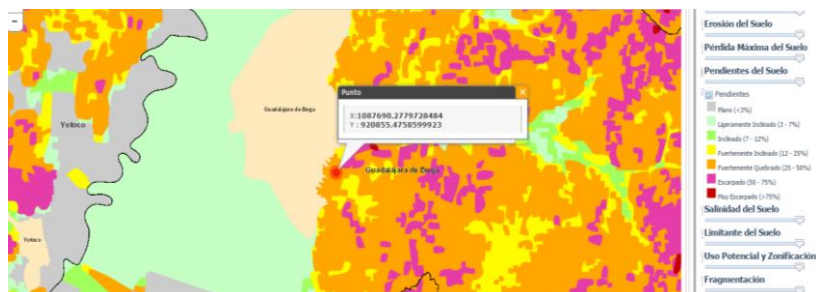 Erosión del Suelo
Pérdida Máxima del Suelo
Pendientes del Suelo
Pendientes
Plano (<3%)
Ligeramente Inclinado (3 - 7%)
Inclinado (7 - 12%)
Fuertemente Inclinado (12 - 25%)
Fuertemente Quebrado (25 - 50%)
Escarpado (50 - 75%)
Muy Escarpado (>75%)
Salinidad del Suelo
Limitante del Suelo
Uso Potencial y Zonificación
Fragmentación
Punto
X:1087690.2779728484
Y: 920855.4758599923
Guadalajara de Buga
Guadalajara de Buga
Yotoco
Yotoco